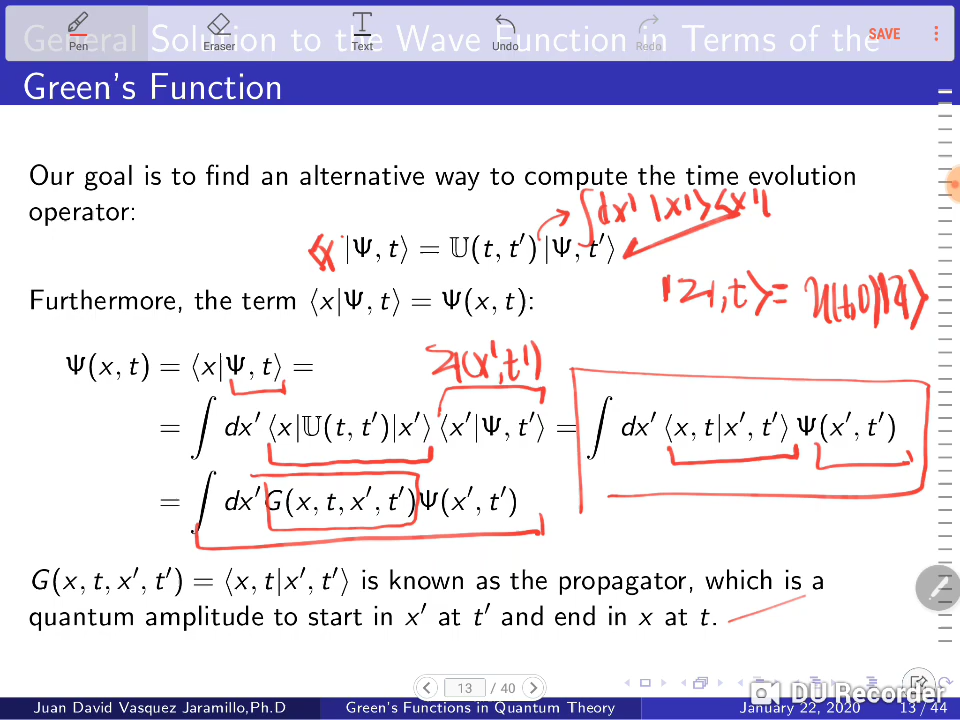 General Solution to the Wave Function in Terms of the
Pen Eraser Text Undo Redo SAVE
Green's Function
Our goal is to find an alternative way to compute the time evolution
operator:
∫dx' |x'⟩⟨x'|
⟨x |Ψ, t⟩ = 𝕌(t, t′) |Ψ, t′⟩
|Ψ,t⟩ = U(t,0)|Ψ⟩
Furthermore, the term ⟨x|Ψ, t⟩ = Ψ(x, t):
Ψ(x, t) = ⟨x|Ψ, t⟩ =
Ψ(x',t')
= ∫ dx′ ⟨x|𝕌(t, t′)|x′⟩ ⟨x′|Ψ, t′⟩ = ∫ dx′ ⟨x, t|x′, t′⟩ Ψ(x′, t′)
= ∫ dx′G(x, t, x′, t′)Ψ(x′, t′)
G(x, t, x′, t′) = ⟨x, t|x′, t′⟩ is known as the propagator, which is a
quantum amplitude to start in x′ at t′ and end in x at t.
13 / 40
DU Recorder
Juan David Vasquez Jaramillo,Ph.D Green's Functions in Quantum Theory January 22, 2020 13 / 44